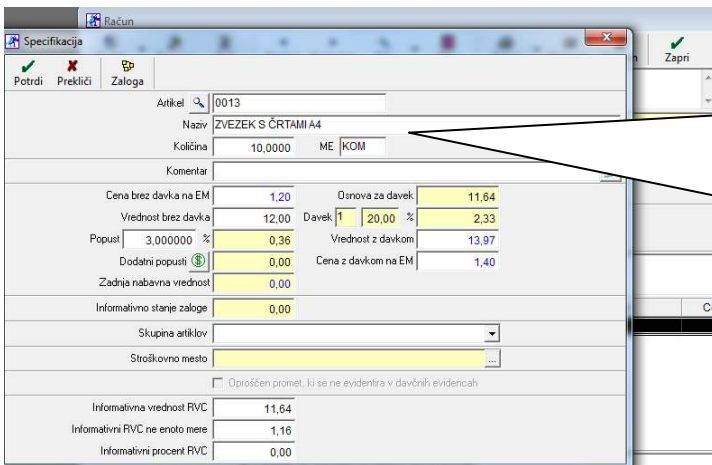 Račun
Specifikacija
Zapri
Potrdi Prekliči Zaloga
Artikel 0013
Naziv ZVEZEK S ČRTAMI A4
Količina 10,0000 ME KOM
Komentar
Cena brez davka na EM 1,20 Osnova za davek 11,64
Vrednost brez davka 12,00 Davek 1 20,00 % 2,33
Popust 3,000000 % 0,36 Vrednost z davkom 13,97
Dodatni popusti 0,00 Cena z davkom na EM 1,40
Zadnja nabavna vrednost 0,00
Informativno stanje zaloge 0,00
Skupina artiklov
Stroškovno mesto ...
Oproščen promet, ki se ne evidentira v davčnih evidencah
Informativna vrednost RVC 11,64
Informativni RVC ne enoto mere 1,16
Informativni procent RVC 0,00